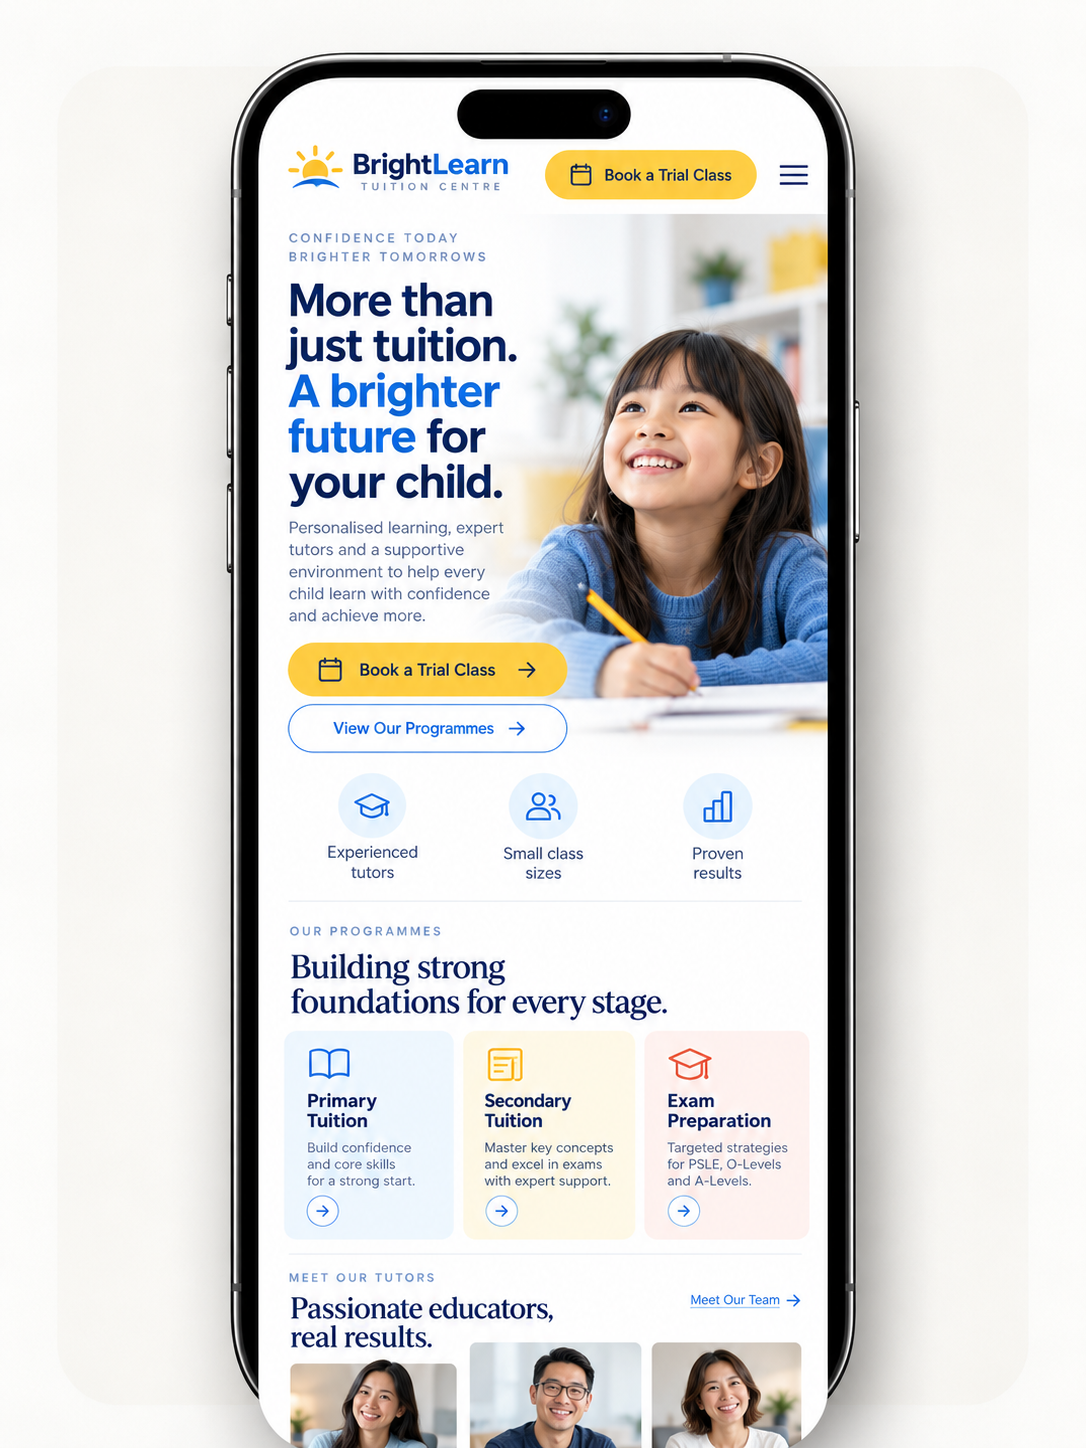 BrightLearn
TUITION CENTRE
Book a Trial Class
CONFIDENCE TODAY
BRIGHTER TOMORROWS
More than
just tuition.
A brighter
future for
your child.
Personalised learning, expert
tutors and a supportive
environment to help every
child learn with confidence
and achieve more.
Book a Trial Class
View Our Programmes
Experienced
tutors
Small class
sizes
Proven
results
OUR PROGRAMMES
Building strong
foundations for every stage.
Primary
Tuition
Build confidence
and core skills
for a strong start.
Secondary
Tuition
Master key concepts
and excel in exams
with expert support.
Exam
Preparation
Targeted strategies
for PSLE, O-Levels
and A-Levels.
MEET OUR TUTORS
Passionate educators,
real results.
Meet Our Team